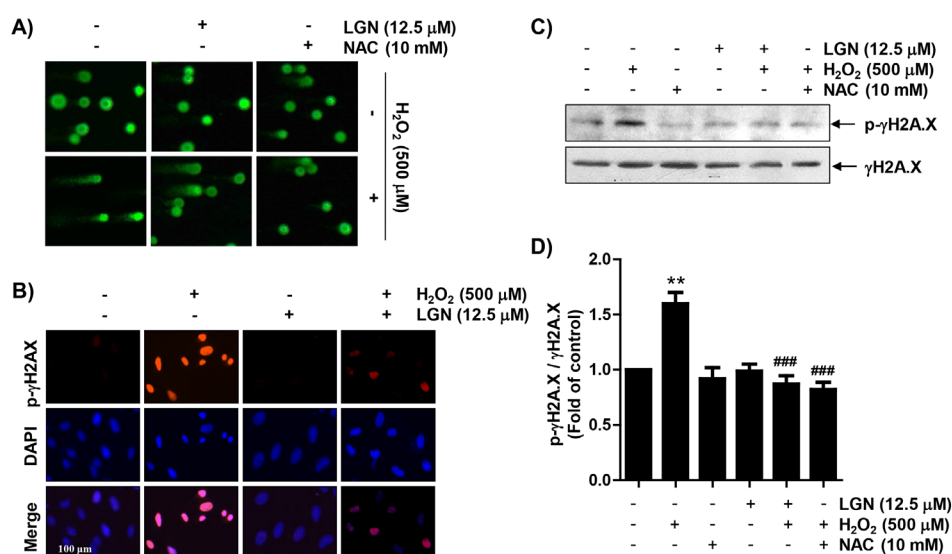 A)
- + - LGN (12.5 μM)
- - + NAC (10 mM)
-
+
H₂O₂ (500 μM)
B)
- + - + H₂O₂ (500 μM)
- - + + LGN (12.5 μM)
p-γH2AX
DAPI
Merge
100 μm
C)
- - - + + - LGN (12.5 μM)
- + - - + + H₂O₂ (500 μM)
- - + - - + NAC (10 mM)
p-γH2A.X
γH2A.X
D)
p-γH2A.X / γH2A.X
(Fold of control)
2.0
1.5
1.0
0.5
0.0
**
###
###
- - - + + - LGN (12.5 μM)
- + - - + + H₂O₂ (500 μM)
- - + - - + NAC (10 mM)